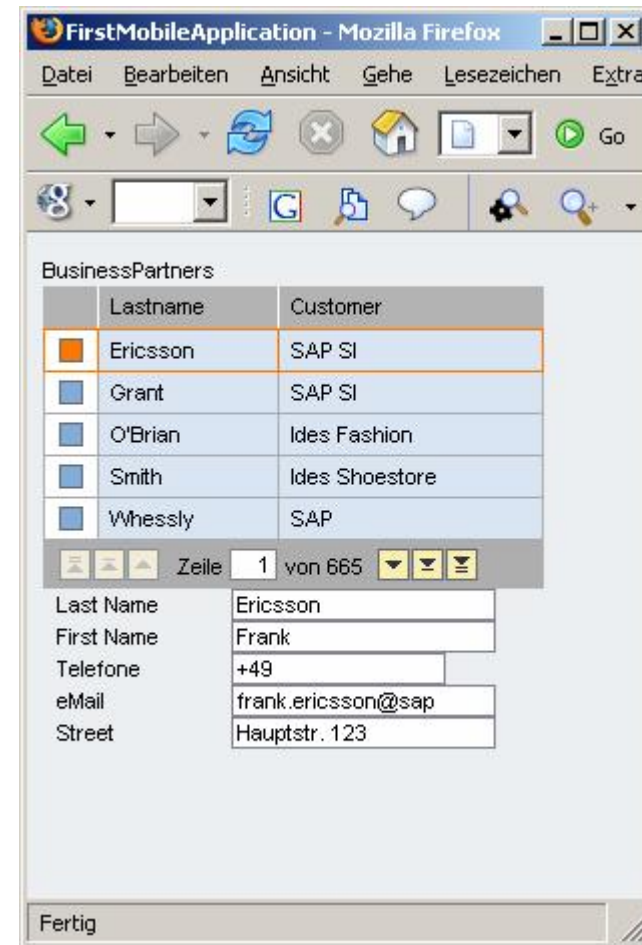 FirstMobileApplication - Mozilla Firefox
Datei Bearbeiten Ansicht Gehe Lesezeichen Extra
Go
G
BusinessPartners
Lastname Customer
Ericsson SAP SI
Grant SAP SI
O'Brian Ides Fashion
Smith Ides Shoestore
Whessly SAP
Zeile 1 von 665
Last Name Ericsson
First Name Frank
Telefone +49
eMail frank.ericsson@sap
Street Hauptstr. 123
Fertig